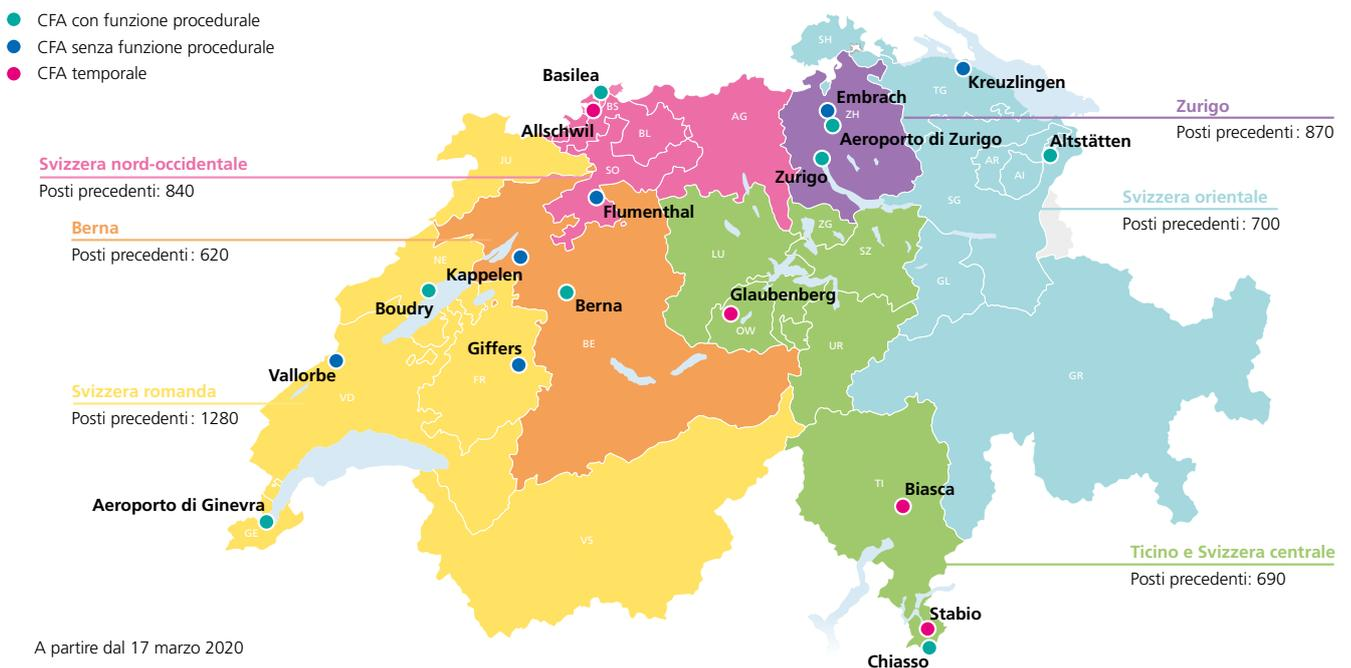 CFA con funzione procedurale
CFA senza funzione procedurale
CFA temporale
SH
Basilea
BS
Allschwil
BL
AG
Embrach
ZH
Aeroporto di Zurigo
Zurigo
Kreuzlingen
TG
Zurigo
Posti precedenti: 870
Altstätten
AR
AI
SG
Svizzera orientale
Posti precedenti: 700
Svizzera nord-occidentale
Posti precedenti: 840
JU
SO
Flumenthal
Berna
Posti precedenti: 620
NE
Kappelen
Boudry
Berna
LU
ZG
SZ
GL
Glaubenberg
OW
UR
BE
Giffers
FR
Vallorbe
VD
Svizzera romanda
Posti precedenti: 1280
GR
Aeroporto di Ginevra
GE
VS
TI
Biasca
Ticino e Svizzera centrale
Posti precedenti: 690
Stabio
Chiasso
A partire dal 17 marzo 2020